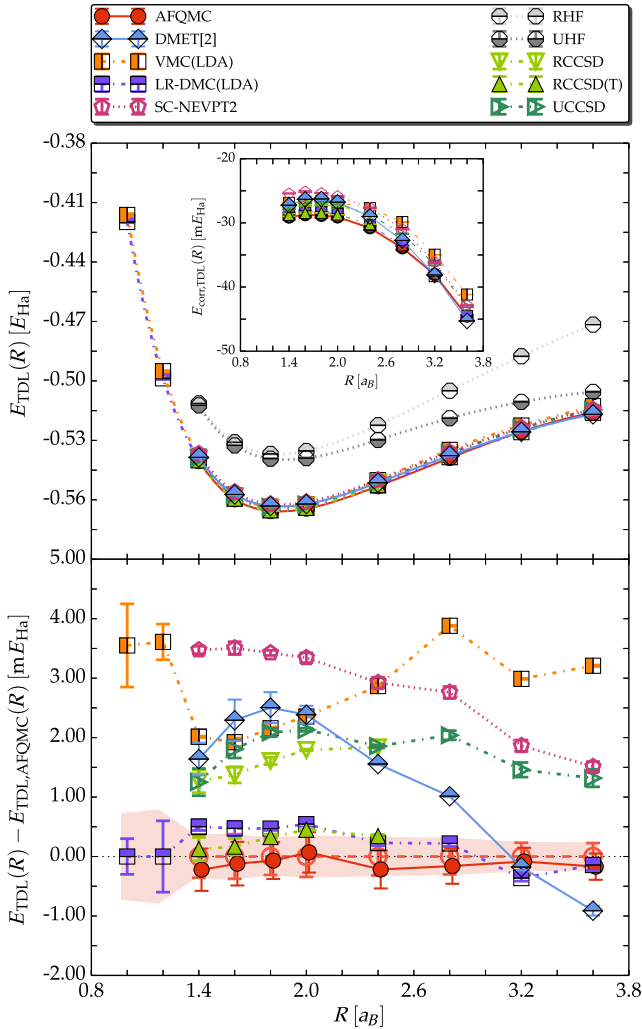 AFQMC
DMET[2]
VMC(LDA)
LR-DMC(LDA)
SC-NEVPT2
RHF
UHF
RCCSD
RCCSD(T)
UCCSD
-0.38
-0.41
-0.44
-0.47
-0.50
-0.53
-0.56
E_TDL(R) [E_Ha]
-20
-30
-40
-50
E_corr,TDL(R) [mE_Ha]
0.8 1.4 2.0 2.6 3.2 3.8
R [a_B]
5.00
4.00
3.00
2.00
1.00
0.00
-1.00
-2.00
E_TDL(R) − E_TDL,AFQMC(R) [mE_Ha]
0.8 1.4 2.0 2.6 3.2 3.8
R [a_B]